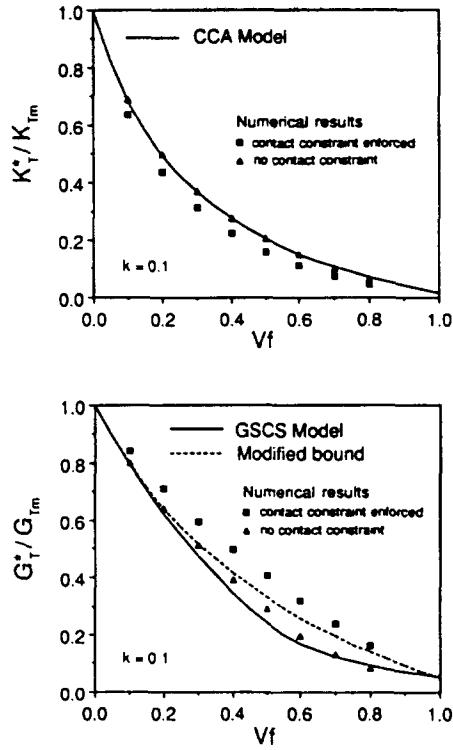 1.0
0.8
0.6
0.4
0.2
0.0
K*T / KTm
CCA Model
Numerical results
contact constraint enforced
no contact constraint
k = 0.1
0.0 0.2 0.4 0.6 0.8 1.0
Vf
1.0
0.8
0.6
0.4
0.2
0.0
G*T / GTm
GSCS Model
Modified bound
Numerical results
contact constraint enforced
no contact constraint
k = 0.1
0.0 0.2 0.4 0.6 0.8 1.0
Vf